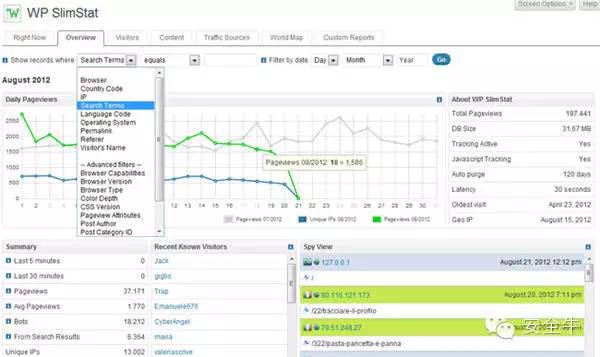 Screen Options Help
WP SlimStat
Right Now Overview Visitors Content Traffic Sources World Map Custom Reports
Show records where Search Terms equals Filter by date Day Month Year Go
August 2012
Browser
Country Code
IP
Search Terms
Language Code
Operating System
Permalink
Referer
Visitor's Name
-- Advanced filters --
Browser Capabilities
Browser Version
Browser Type
Color Depth
CSS Version
Pageview Attributes
Post Author
Post Category ID
Daily Pageviews
2500
2000
1500
1000
500
0
Pageviews 08/2012: 18 = 1,586
1 2 3 4 5 6 7 8 9 10 11 12 13 14 15 16 17 18 19 20 21 22 23 24 25 26 27 28 29 30 31
Pageviews 07/2012 Unique IPs 08/2012 Pageviews 08/2012
About WP SlimStat
Total Pageviews 197.441
DB Size 31,67 MB
Tracking Active Yes
Javascript Tracking Yes
Auto purge 120 days
Latency 30 seconds
Oldest visit April 23, 2012
Geo IP August 15, 2012
Summary
Last 5 minutes 0
Last 30 minutes 0
Pageviews 37.171
Avg Pageviews 1.770
Bots 18.212
From Search Results 6.364
Unique IPs 13.002
Recent Known Visitors
Jack
giglio
Trap
Emanuele676
CyberAngel
mana
valeriascrive
Spy View
127.0.0.1 August 21, 2012 12:12 pm
/
80.116.121.173 August 20, 2012 7:11 pm
/22/tracciare-il-profilo
79.51.248.27
/322/pasta-pancetta-e-panna
安全牛